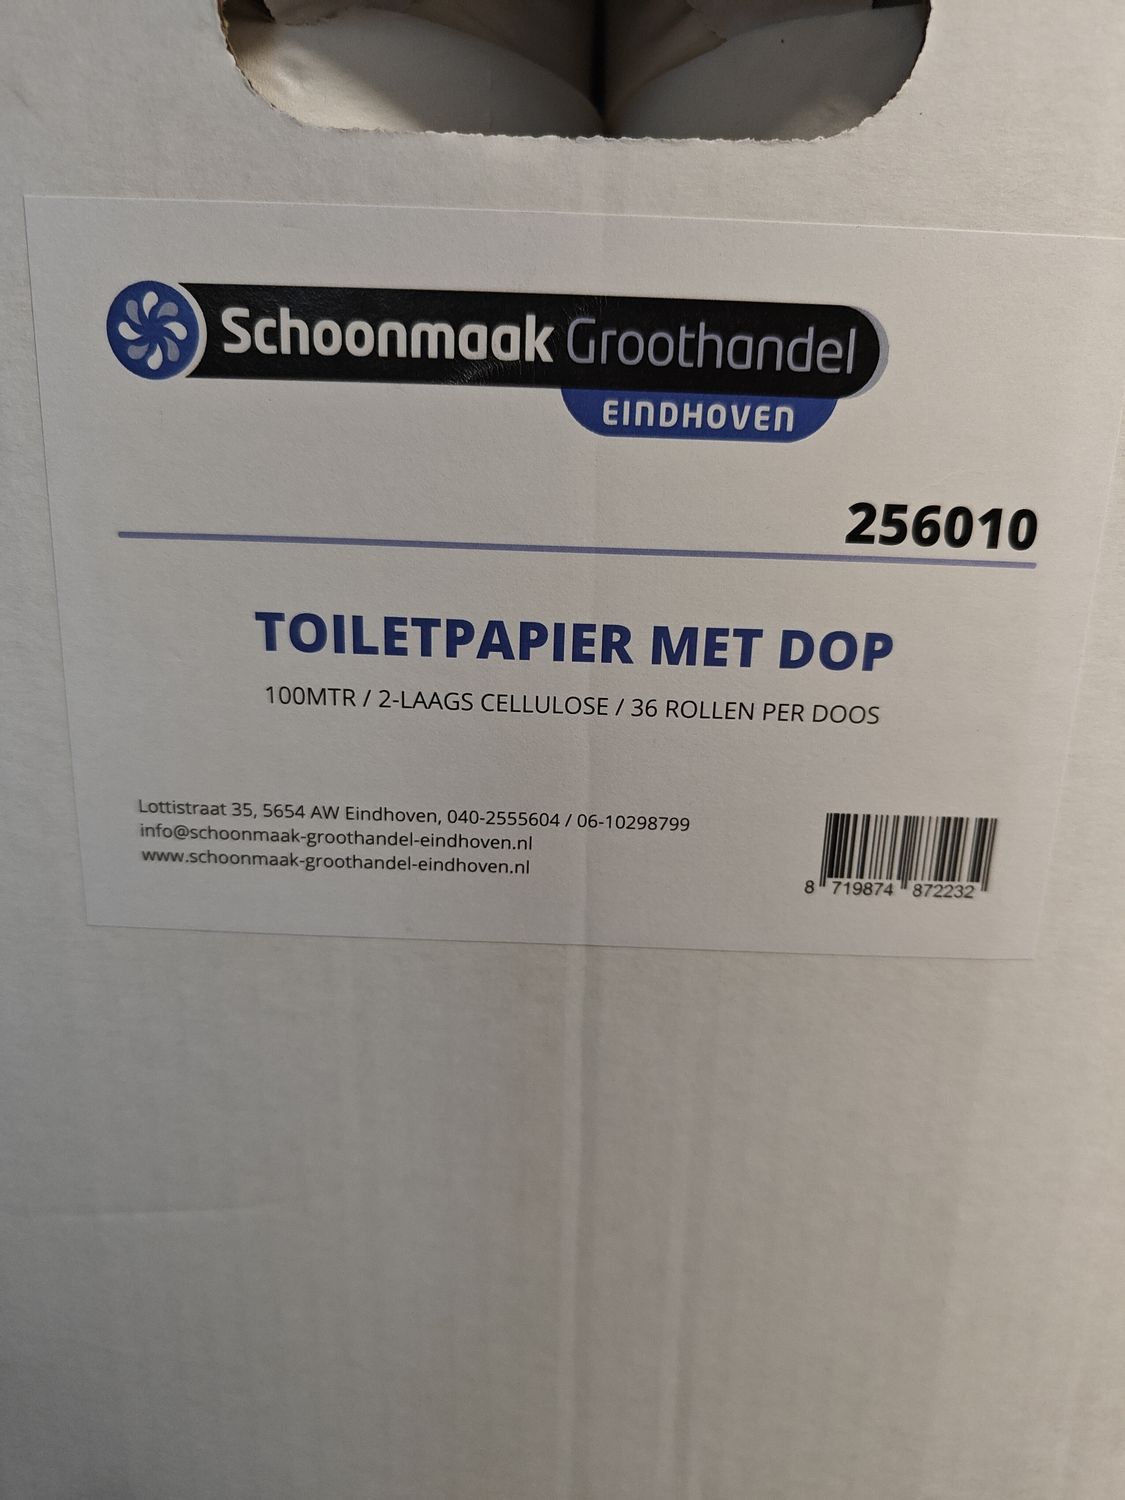 Schoonmaak Groothandel
EINDHOVEN
256010
TOILETPAPIER MET DOP
100MTR / 2-LAAGS CELLULOSE / 36 ROLLEN PER DOOS
Lottistraat 35, 5654 AW Eindhoven, 040-2555604 / 06-10298799
info@schoonmaak-groothandel-eindhoven.nl
www.schoonmaak-groothandel-eindhoven.nl
8 719874 872232